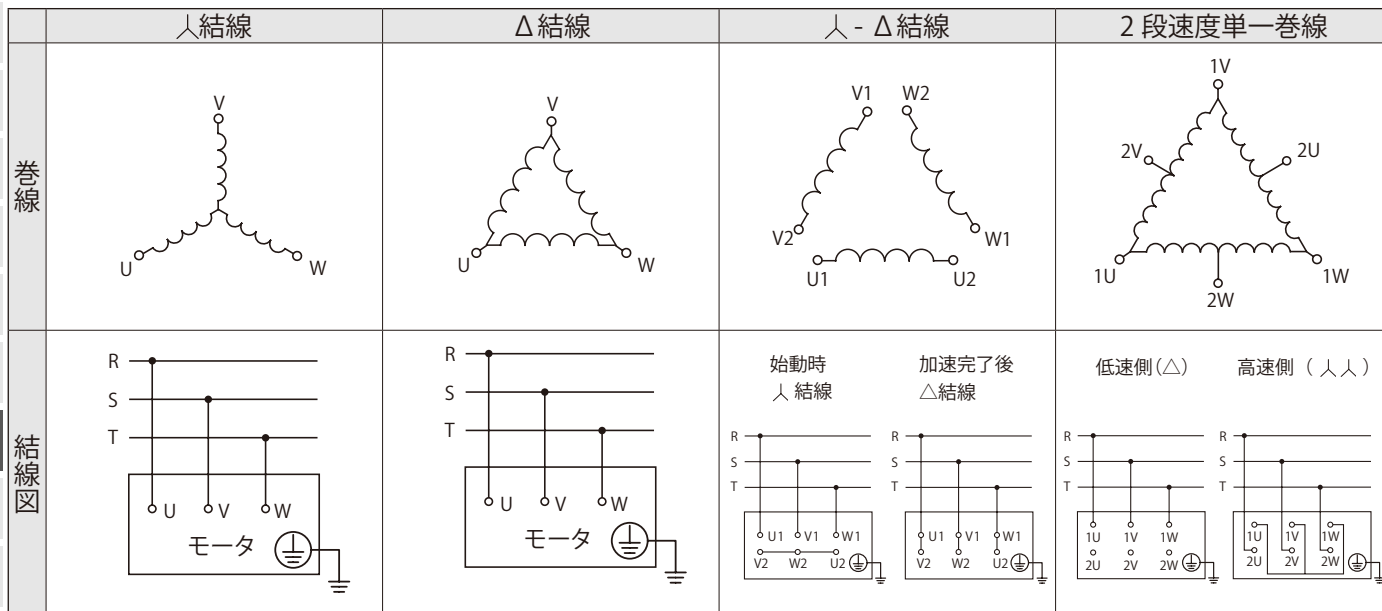 人結線
Δ結線
人 - Δ結線
2 段速度単一巻線
巻線
V
U
W
V
U
W
V1
W2
V2
W1
U1
U2
1V
2V
2U
1U
1W
2W
結線図
R
S
T
U
V
W
モータ
R
S
T
U
V
W
モータ
始動時
人 結線
加速完了後
△結線
R
S
T
U1
V1
W1
V2
W2
U2
R
S
T
U1
V1
W1
V2
W2
U2
低速側(△)
高速側 ( 人人 )
R
S
T
1U
1V
1W
2U
2V
2W
R
S
T
1U
1V
1W
2U
2V
2W